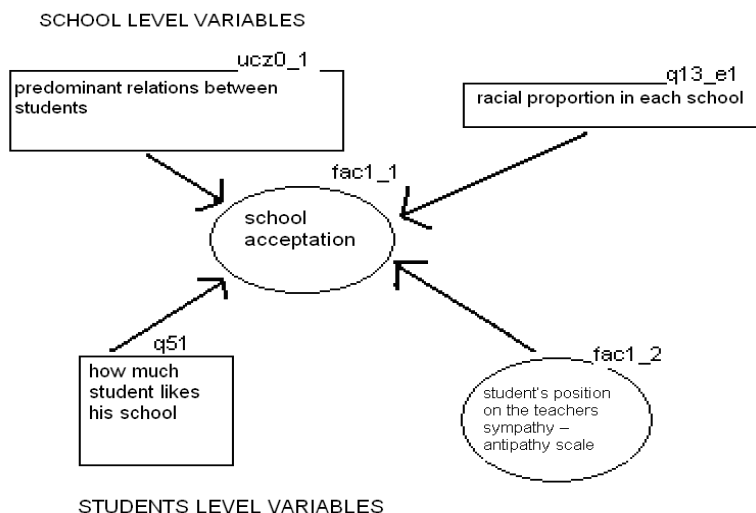 SCHOOL LEVEL VARIABLES
ucz0_1
predominant relations between
students
q13_e1
racial proportion in each school
fac1_1
school
acceptation
q51
how much
student likes
his school
fac1_2
student's position
on the teachers
sympathy –
antipathy scale
STUDENTS LEVEL VARIABLES